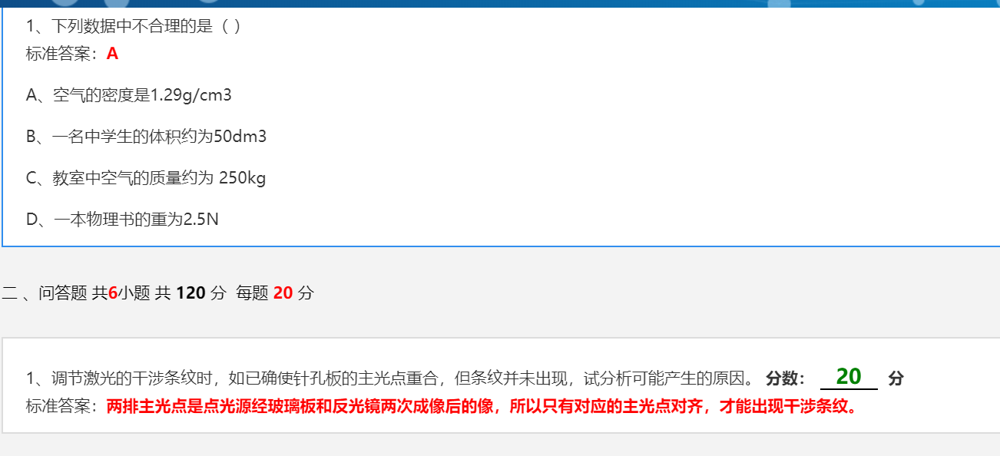 1、下列数据中不合理的是（ ）
标准答案：A
A、空气的密度是1.29g/cm3
B、一名中学生的体积约为50dm3
C、教室中空气的质量约为 250kg
D、一本物理书的重为2.5N
二 、问答题 共6小题 共 120 分  每题 20 分
1、调节激光的干涉条纹时，如已确使针孔板的主光点重合，但条纹并未出现，试分析可能产生的原因。 分数： 20 分
标准答案：两排主光点是点光源经玻璃板和反光镜两次成像后的像，所以只有对应的主光点对齐，才能出现干涉条纹。